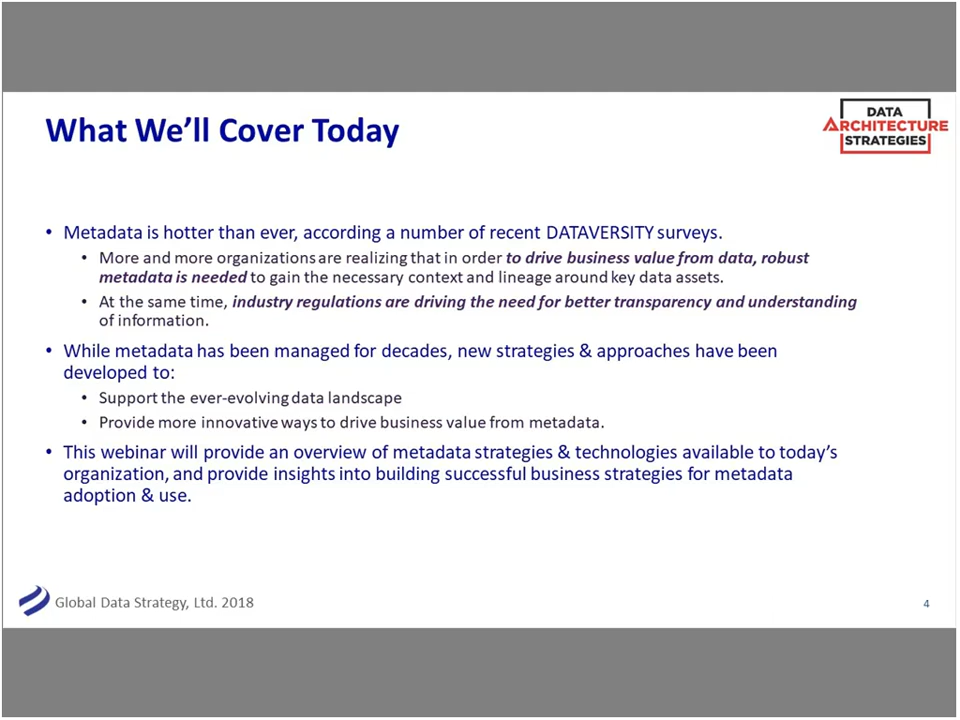 What We'll Cover Today
DATA
ARCHITECTURE
STRATEGIES
• Metadata is hotter than ever, according a number of recent DATAVERSITY surveys.
• More and more organizations are realizing that in order to drive business value from data, robust
metadata is needed to gain the necessary context and lineage around key data assets.
• At the same time, industry regulations are driving the need for better transparency and understanding
of information.
• While metadata has been managed for decades, new strategies & approaches have been
developed to:
• Support the ever-evolving data landscape
• Provide more innovative ways to drive business value from metadata.
• This webinar will provide an overview of metadata strategies & technologies available to today's
organization, and provide insights into building successful business strategies for metadata
adoption & use.
Global Data Strategy, Ltd. 2018
4